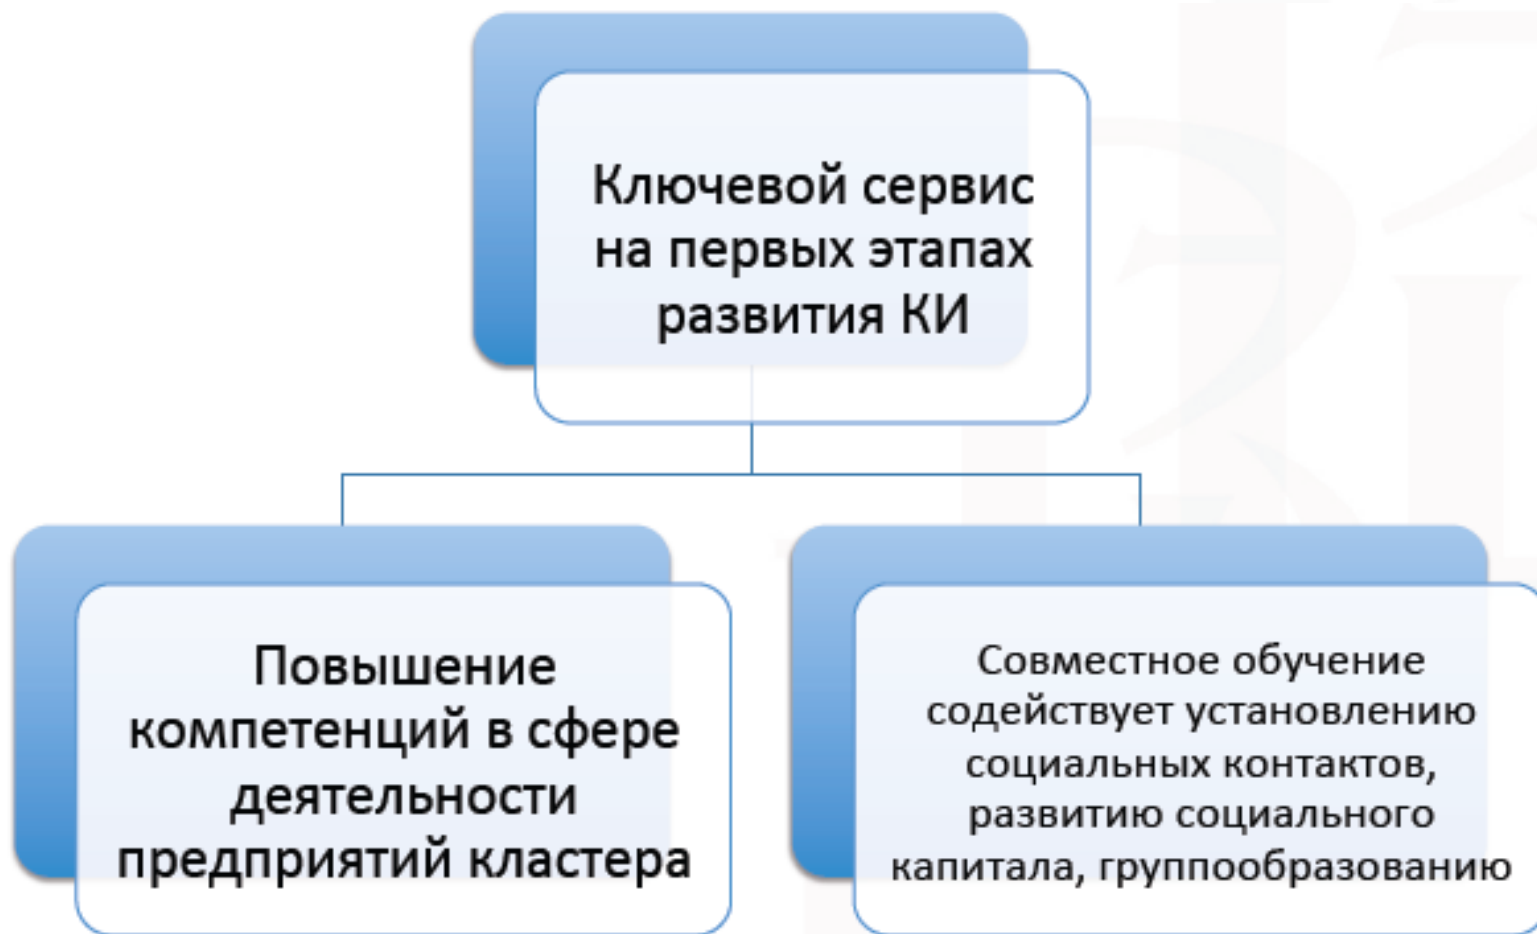 Ключевой сервис
на первых этапах
развития КИ
Повышение
компетенций в сфере
деятельности
предприятий кластера
Совместное обучение
содействует установлению
социальных контактов,
развитию социального
капитала, группообразованию